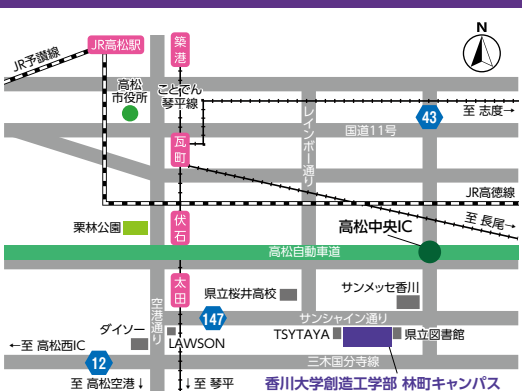 N
JR予讃線
JR高松駅
築港
高松
市役所
ことでん
琴平線
43
至 志度→
国道11号
レインボー通り
瓦町
JR高徳線
至 長尾→
栗林公園
伏石
高松中央IC
高松自動車道
太田
県立桜井高校
サンメッセ香川
空港通り
147
サンシャイン通り
ダイソー
LAWSON
TSYTAYA
県立図書館
←至 高松西IC
12
三木国分寺線
至 高松空港↓
↓至 琴平
香川大学創造工学部 林町キャンパス